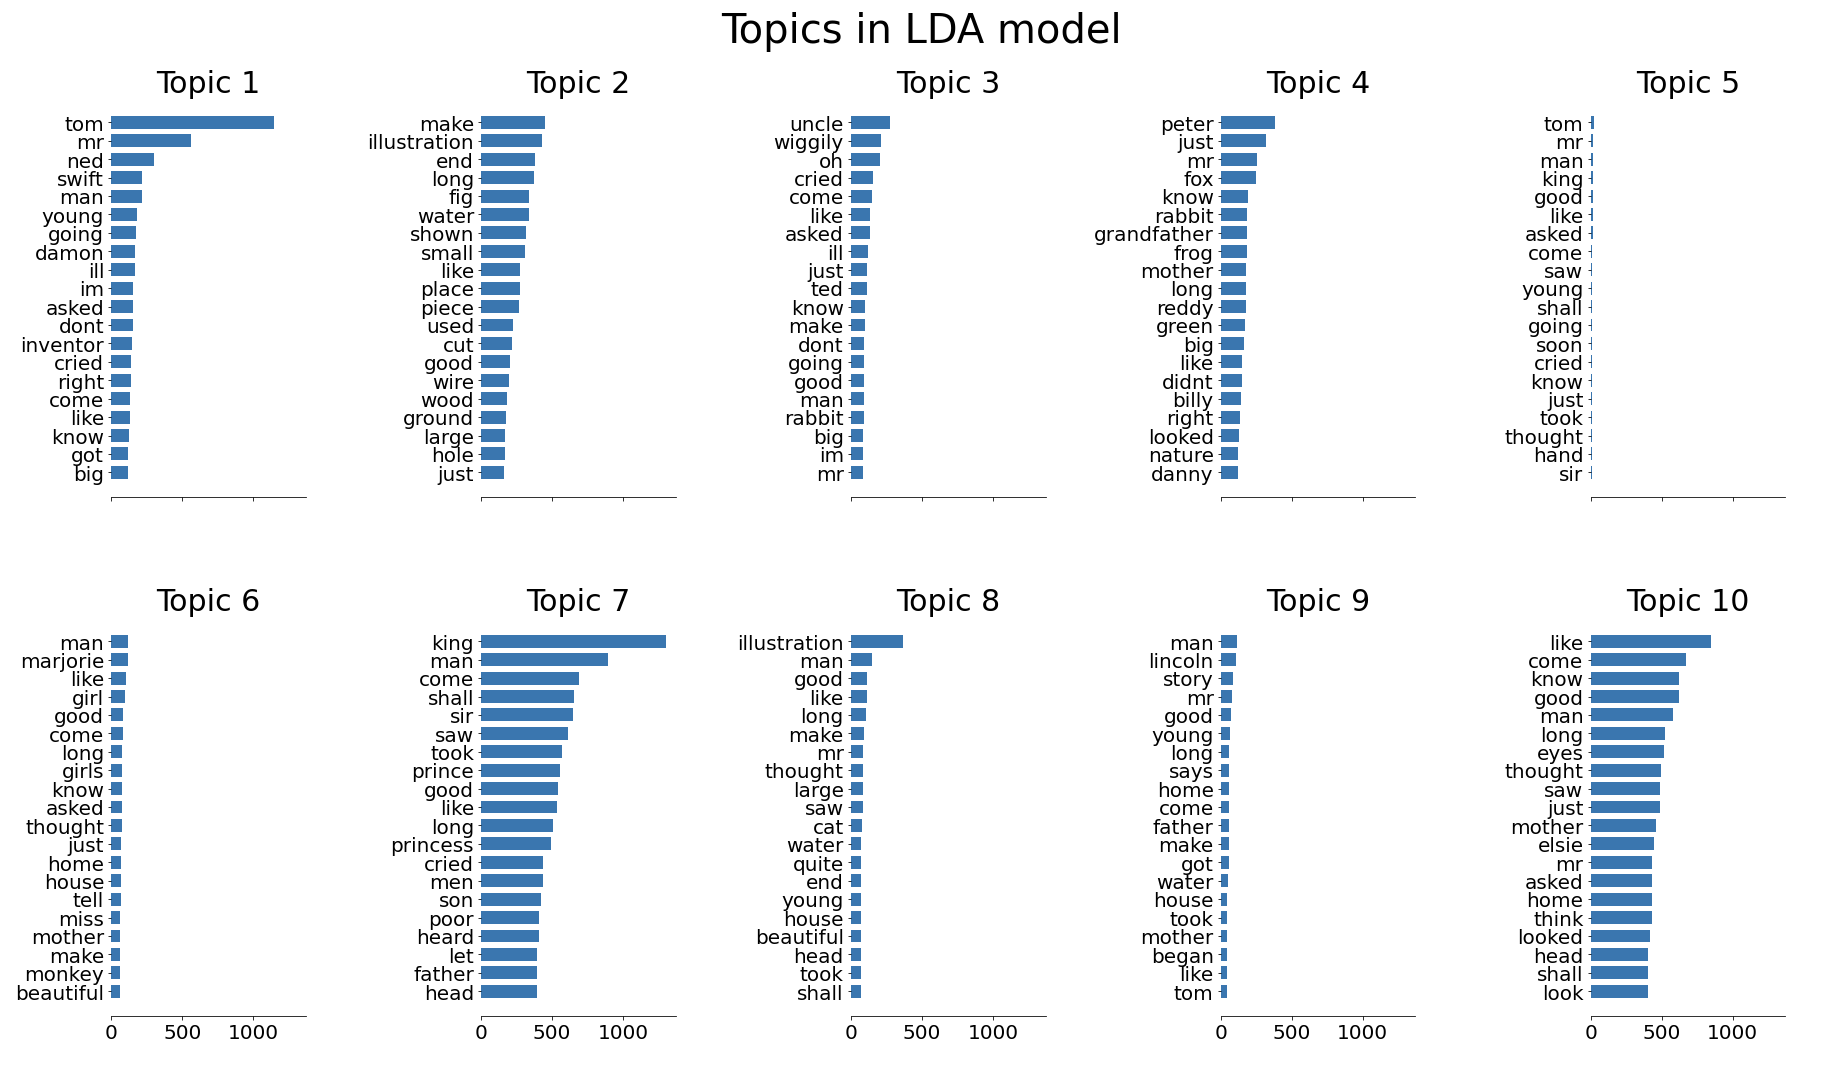 Topics in LDA model
Topic 1
tom
mr
ned
swift
man
young
going
damon
ill
im
asked
dont
inventor
cried
right
come
like
know
got
big
Topic 2
make
illustration
end
long
fig
water
shown
small
like
place
piece
used
cut
good
wire
wood
ground
large
hole
just
Topic 3
uncle
wiggily
oh
cried
come
like
asked
ill
just
ted
know
make
dont
going
good
man
rabbit
big
im
mr
Topic 4
peter
just
mr
fox
know
rabbit
grandfather
frog
mother
long
reddy
green
big
like
didnt
billy
right
looked
nature
danny
Topic 5
tom
mr
man
king
good
like
asked
come
saw
young
shall
going
soon
cried
know
just
took
thought
hand
sir
Topic 6
man
marjorie
like
girl
good
come
long
girls
know
asked
thought
just
home
house
tell
miss
mother
make
monkey
beautiful
0 500 1000
Topic 7
king
man
come
shall
sir
saw
took
prince
good
like
long
princess
cried
men
son
poor
heard
let
father
head
0 500 1000
Topic 8
illustration
man
good
like
long
make
mr
thought
large
saw
cat
water
quite
end
young
house
beautiful
head
took
shall
0 500 1000
Topic 9
man
lincoln
story
mr
good
young
long
says
home
come
father
make
got
water
house
took
mother
began
like
tom
0 500 1000
Topic 10
like
come
know
good
man
long
eyes
thought
saw
just
mother
elsie
mr
asked
home
think
looked
head
shall
look
0 500 1000